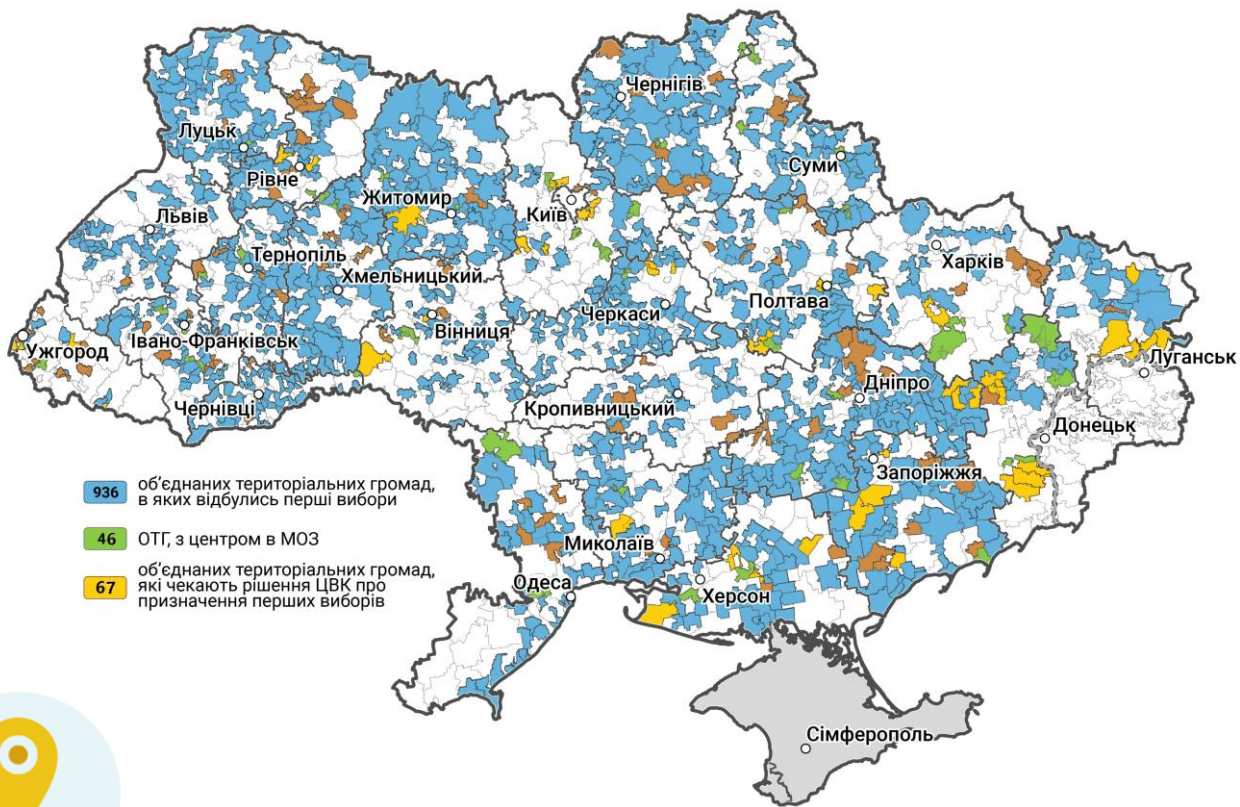 Чернігів
Луцьк
Суми
Рівне
Житомир
Київ
Львів
Харків
Тернопіль
Хмельницький
Полтава
Черкаси
Вінниця
Івано-Франківськ
Ужгород
Луганськ
Дніпро
Чернівці
Кропивницький
Донецьк
Запоріжжя
936 об'єднаних територіальних громад,
в яких відбулись перші вибори
46 ОТГ, з центром в МОЗ
67 об'єднаних територіальних громад,
які чекають рішення ЦВК про
призначення перших виборів
Миколаїв
Одеса
Херсон
Сімферополь